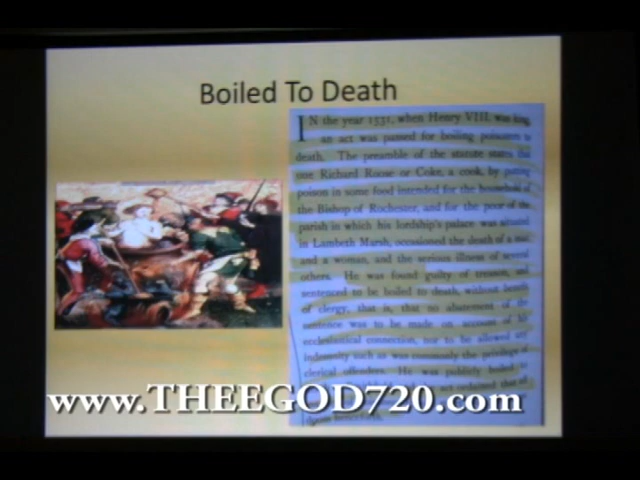 Boiled To Death
IN the year 1531, when Henry VIII. was king,
an act was passed for boiling poisoners to
death. The preamble of the statute states that
one Richard Roose or Coke, a cook, by putting
poison in some food intended for the household of
the Bishop of Rochester, and for the poor of the
parish in which his lordship's palace was situated
in Lambeth Marsh, occasioned the death of a man
and a woman, and the serious illness of several
others. He was found guilty of treason, and
sentenced to be boiled to death, without benefit
of clergy, that is, that no abatement of the
sentence was to be made on account of his
ecclesiastical connection, nor to be allowed any
indemnity such as was commonly the privilege of
clerical offenders. He was publicly boiled to
act ordained that all
www.THEEGOD720.com